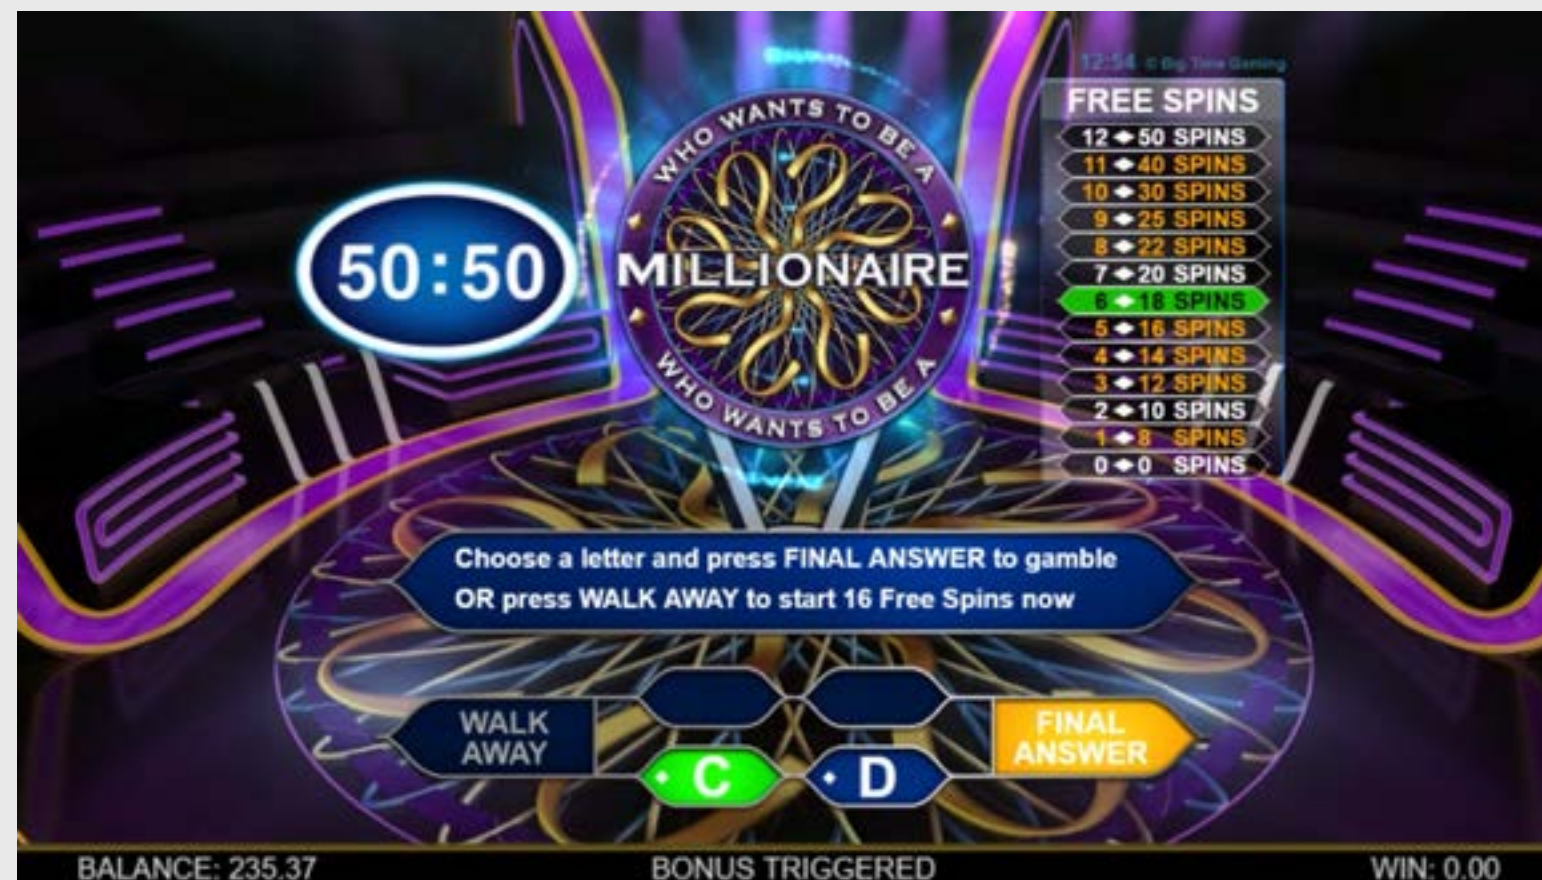 12:54 © Big Time Gaming
FREE SPINS
12 ◆ 50 SPINS
11 ◆ 40 SPINS
10 ◆ 30 SPINS
9 ◆ 25 SPINS
8 ◆ 22 SPINS
7 ◆ 20 SPINS
6 ◆ 18 SPINS
5 ◆ 16 SPINS
4 ◆ 14 SPINS
3 ◆ 12 SPINS
2 ◆ 10 SPINS
1 ◆ 8 SPINS
0 ◆ 0 SPINS
WHO WANTS TO BE A
50:50
MILLIONAIRE
WHO WANTS TO BE A
Choose a letter and press FINAL ANSWER to gamble
OR press WALK AWAY to start 16 Free Spins now
WALK
AWAY
C
D
FINAL
ANSWER
BALANCE: 235.37
BONUS TRIGGERED
WIN: 0.00